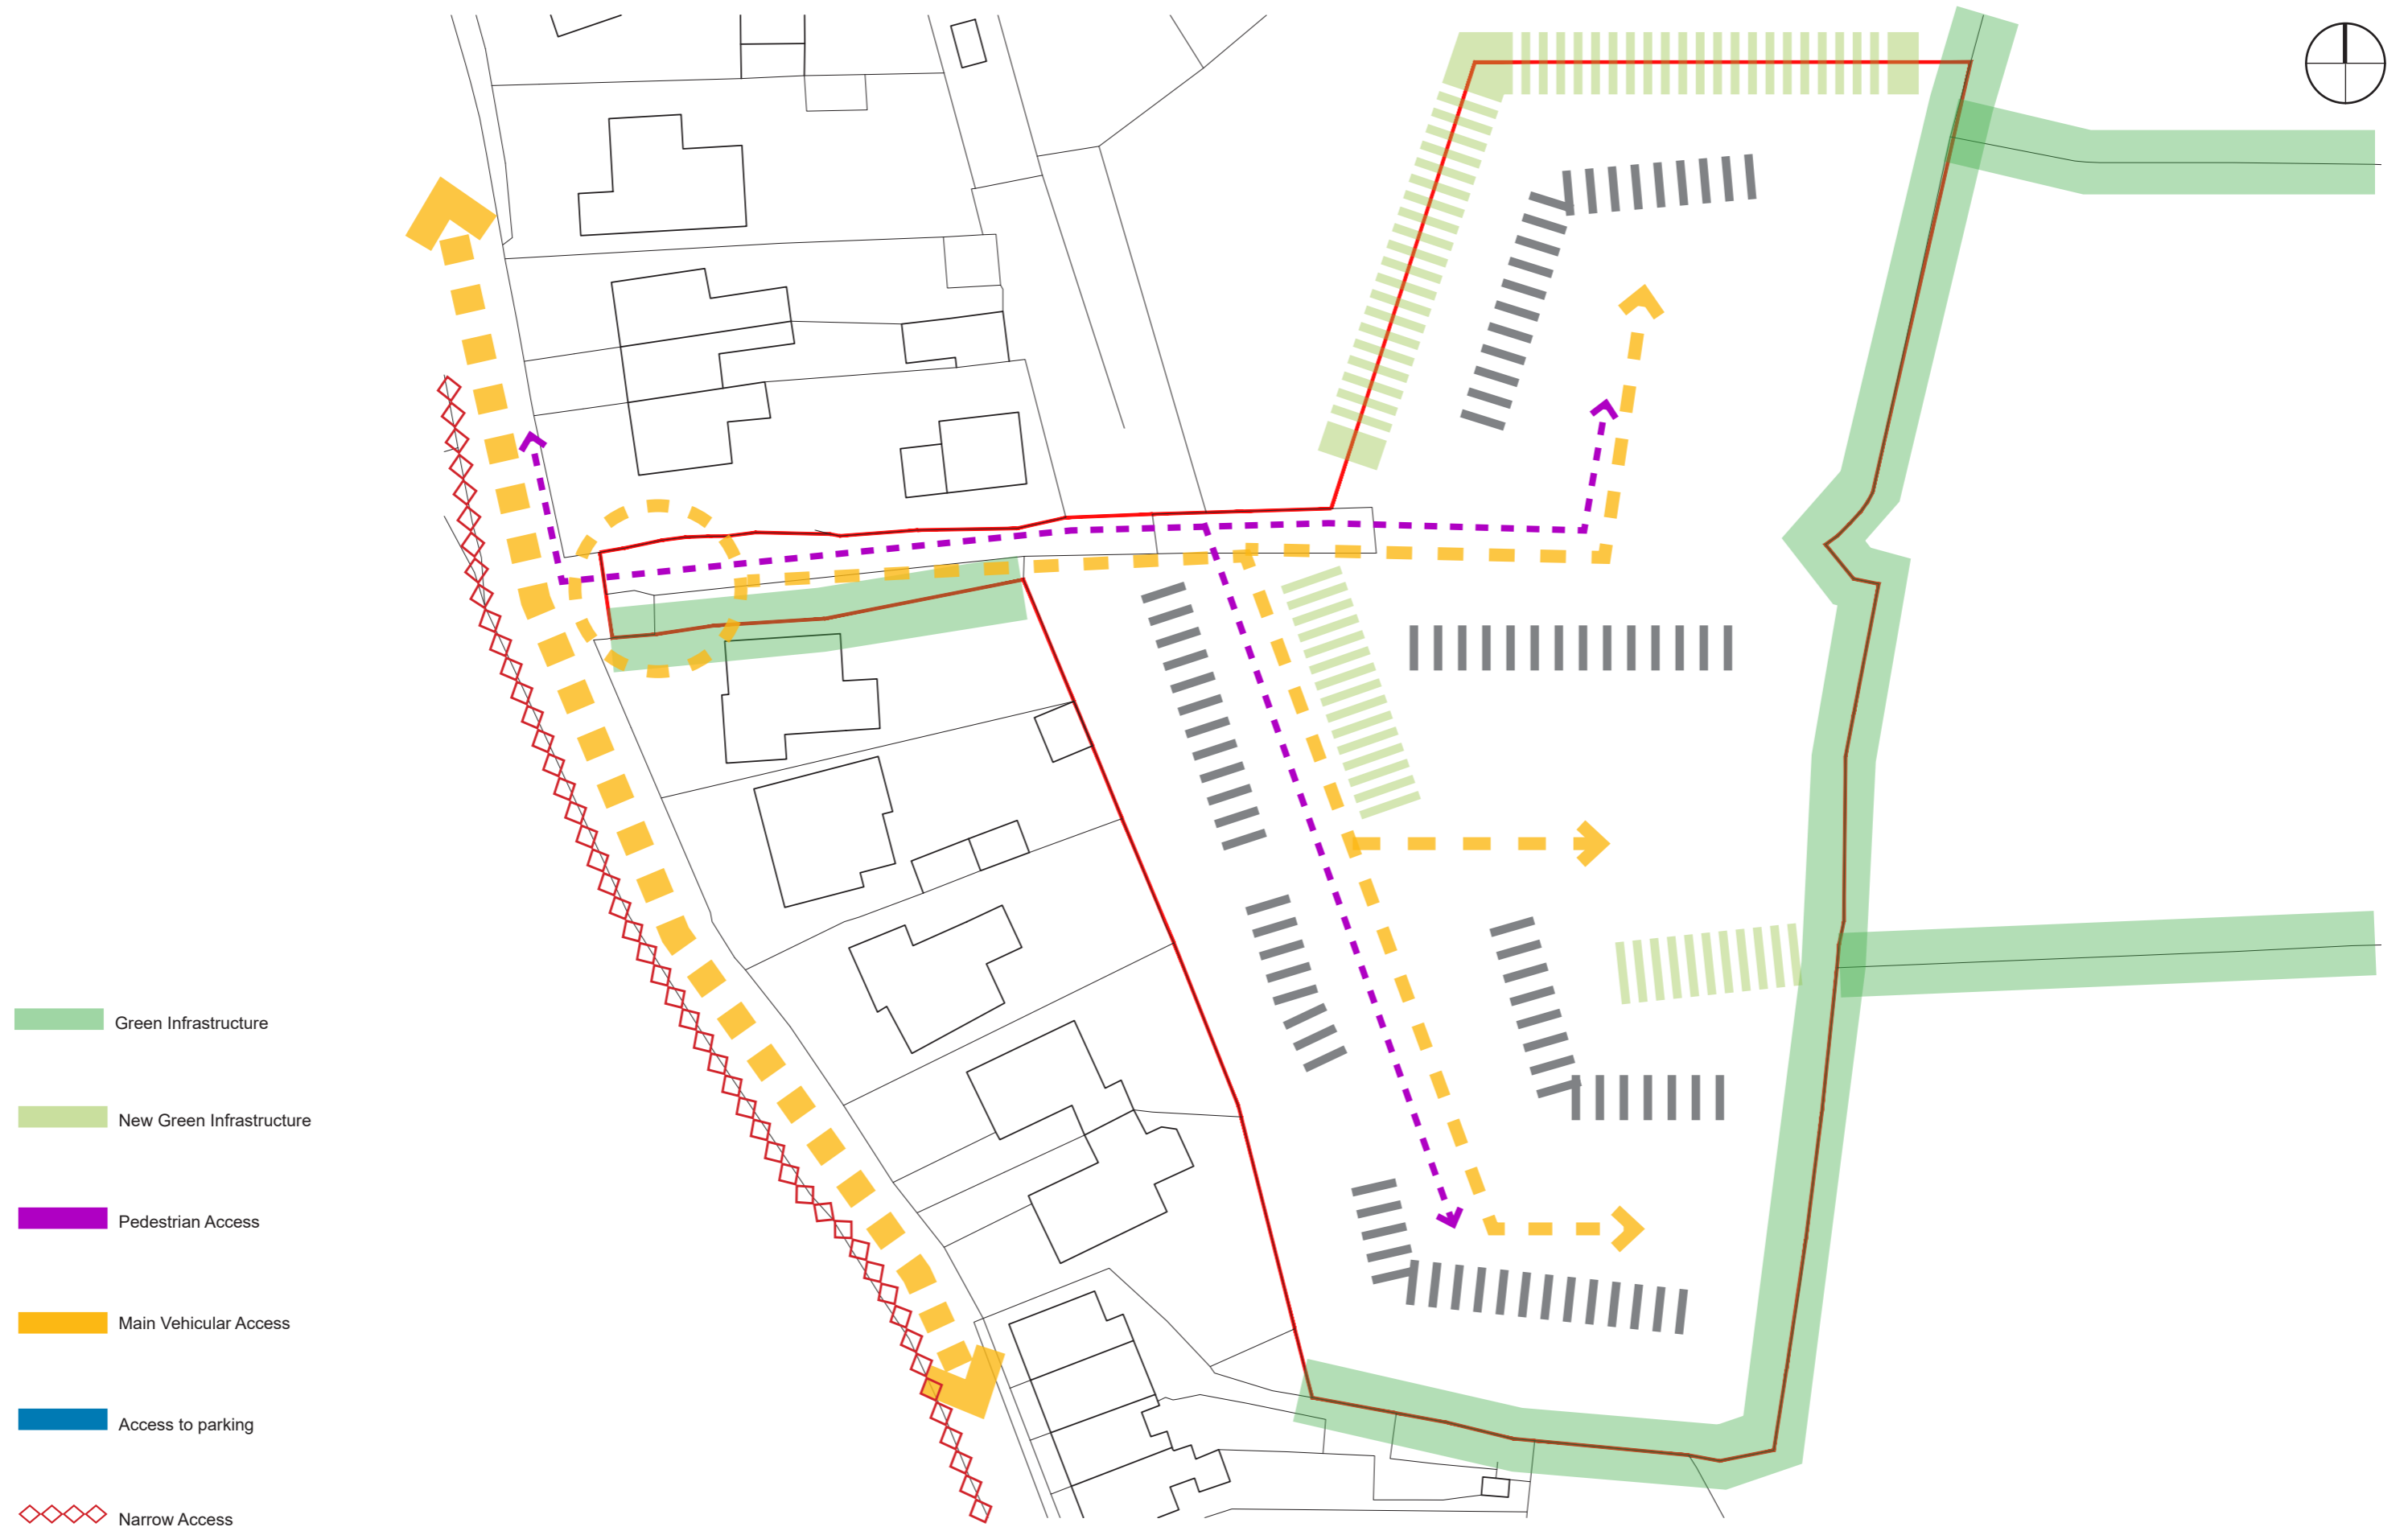 Green Infrastructure
New Green Infrastructure
Pedestrian Access
Main Vehicular Access
Access to parking
Narrow Access